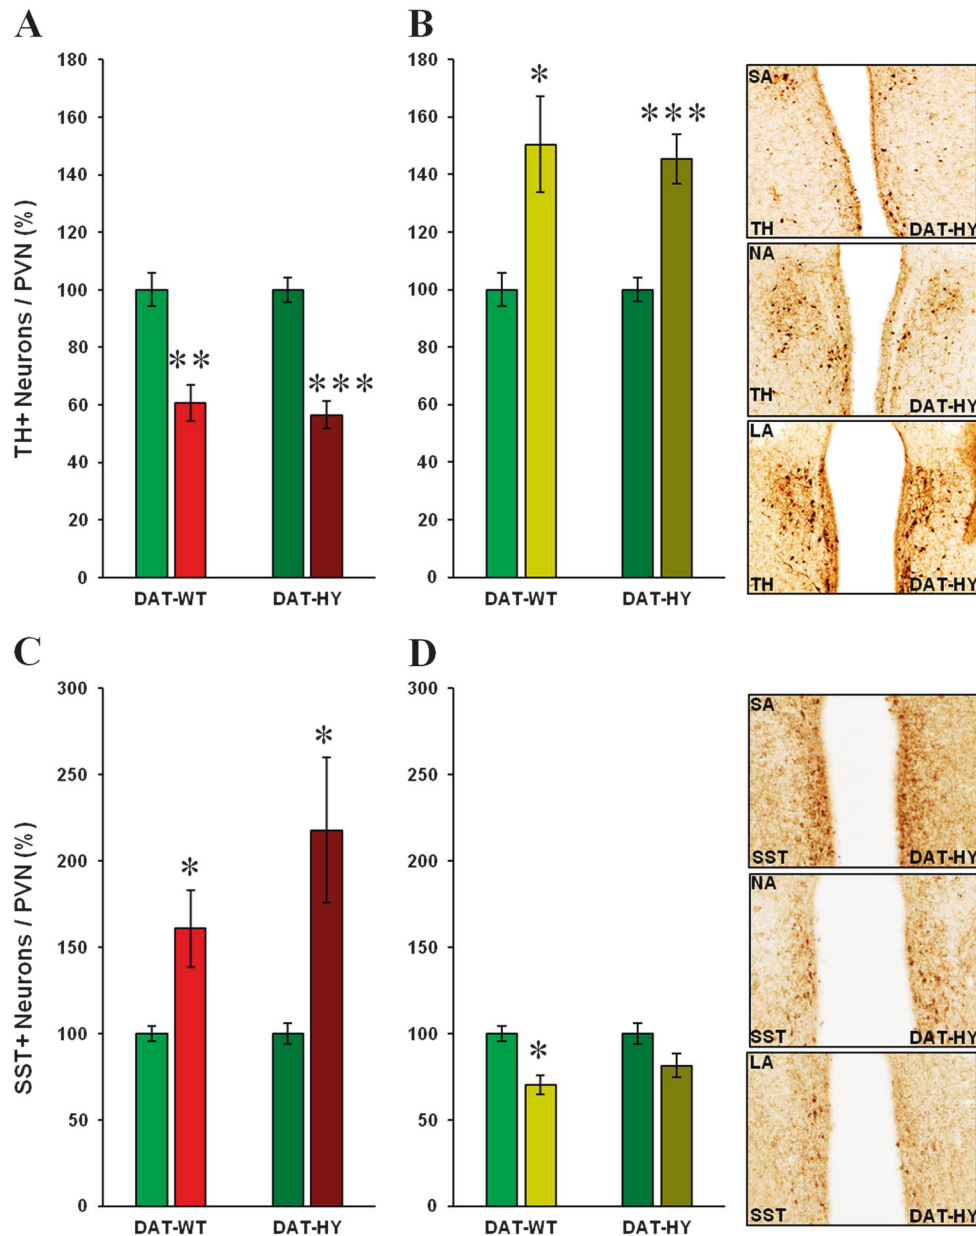 A
TH+ Neurons / PVN (%)
180
160
140
120
100
80
60
40
20
0
**
***
DAT-WT
DAT-HY
B
180
160
140
120
100
80
60
40
20
0
*
***
DAT-WT
DAT-HY
SA
TH
DAT-HY
NA
TH
DAT-HY
LA
TH
DAT-HY
C
SST+ Neurons / PVN (%)
300
250
200
150
100
50
0
*
*
DAT-WT
DAT-HY
D
300
250
200
150
100
50
0
*
DAT-WT
DAT-HY
SA
SST
DAT-HY
NA
SST
DAT-HY
LA
SST
DAT-HY